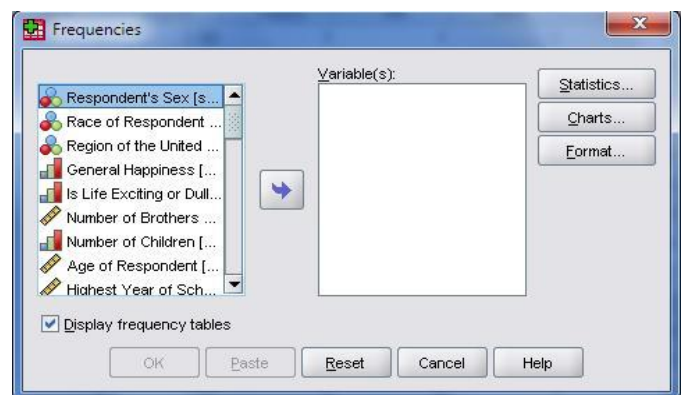 Frequencies
Variable(s):
Respondent's Sex [s...
Race of Respondent ...
Region of the United ...
General Happiness [...
Is Life Exciting or Dull...
Number of Brothers ...
Number of Children [...
Age of Respondent [...
Highest Year of Sch...
Statistics...
Charts...
Format...
Display frequency tables
OK Paste Reset Cancel Help